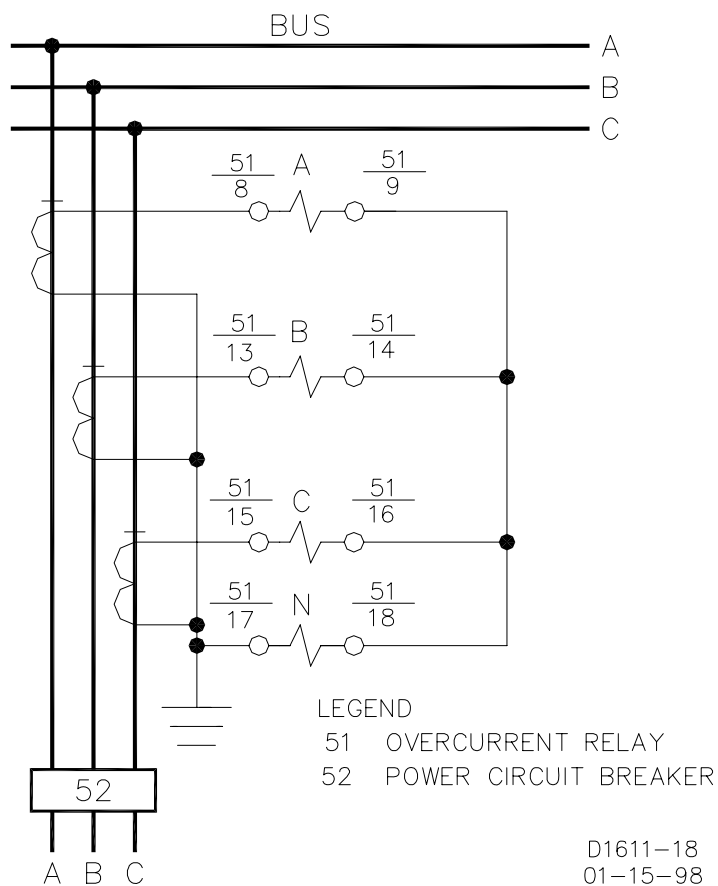 BUS
A
B
C
51
8
A
51
9
51
13
B
51
14
51
15
C
51
16
51
17
N
51
18
LEGEND
51 OVERCURRENT RELAY
52 POWER CIRCUIT BREAKER
52
A B C
D1611-18
01-15-98